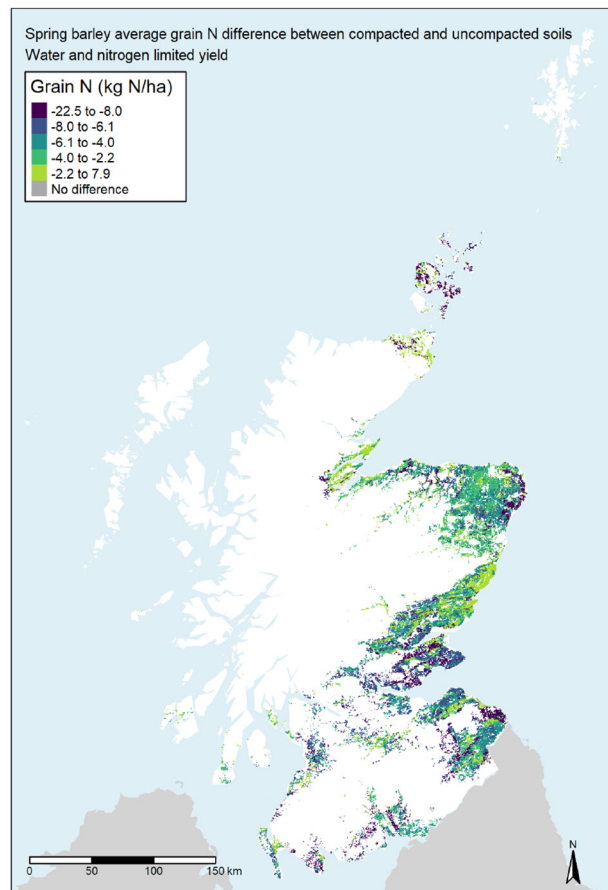 Spring barley average grain N difference between compacted and uncompacted soils
Water and nitrogen limited yield
Grain N (kg N/ha)
-22.5 to -8.0
-8.0 to -6.1
-6.1 to -4.0
-4.0 to -2.2
-2.2 to 7.9
No difference
0 50 100 150 km
N